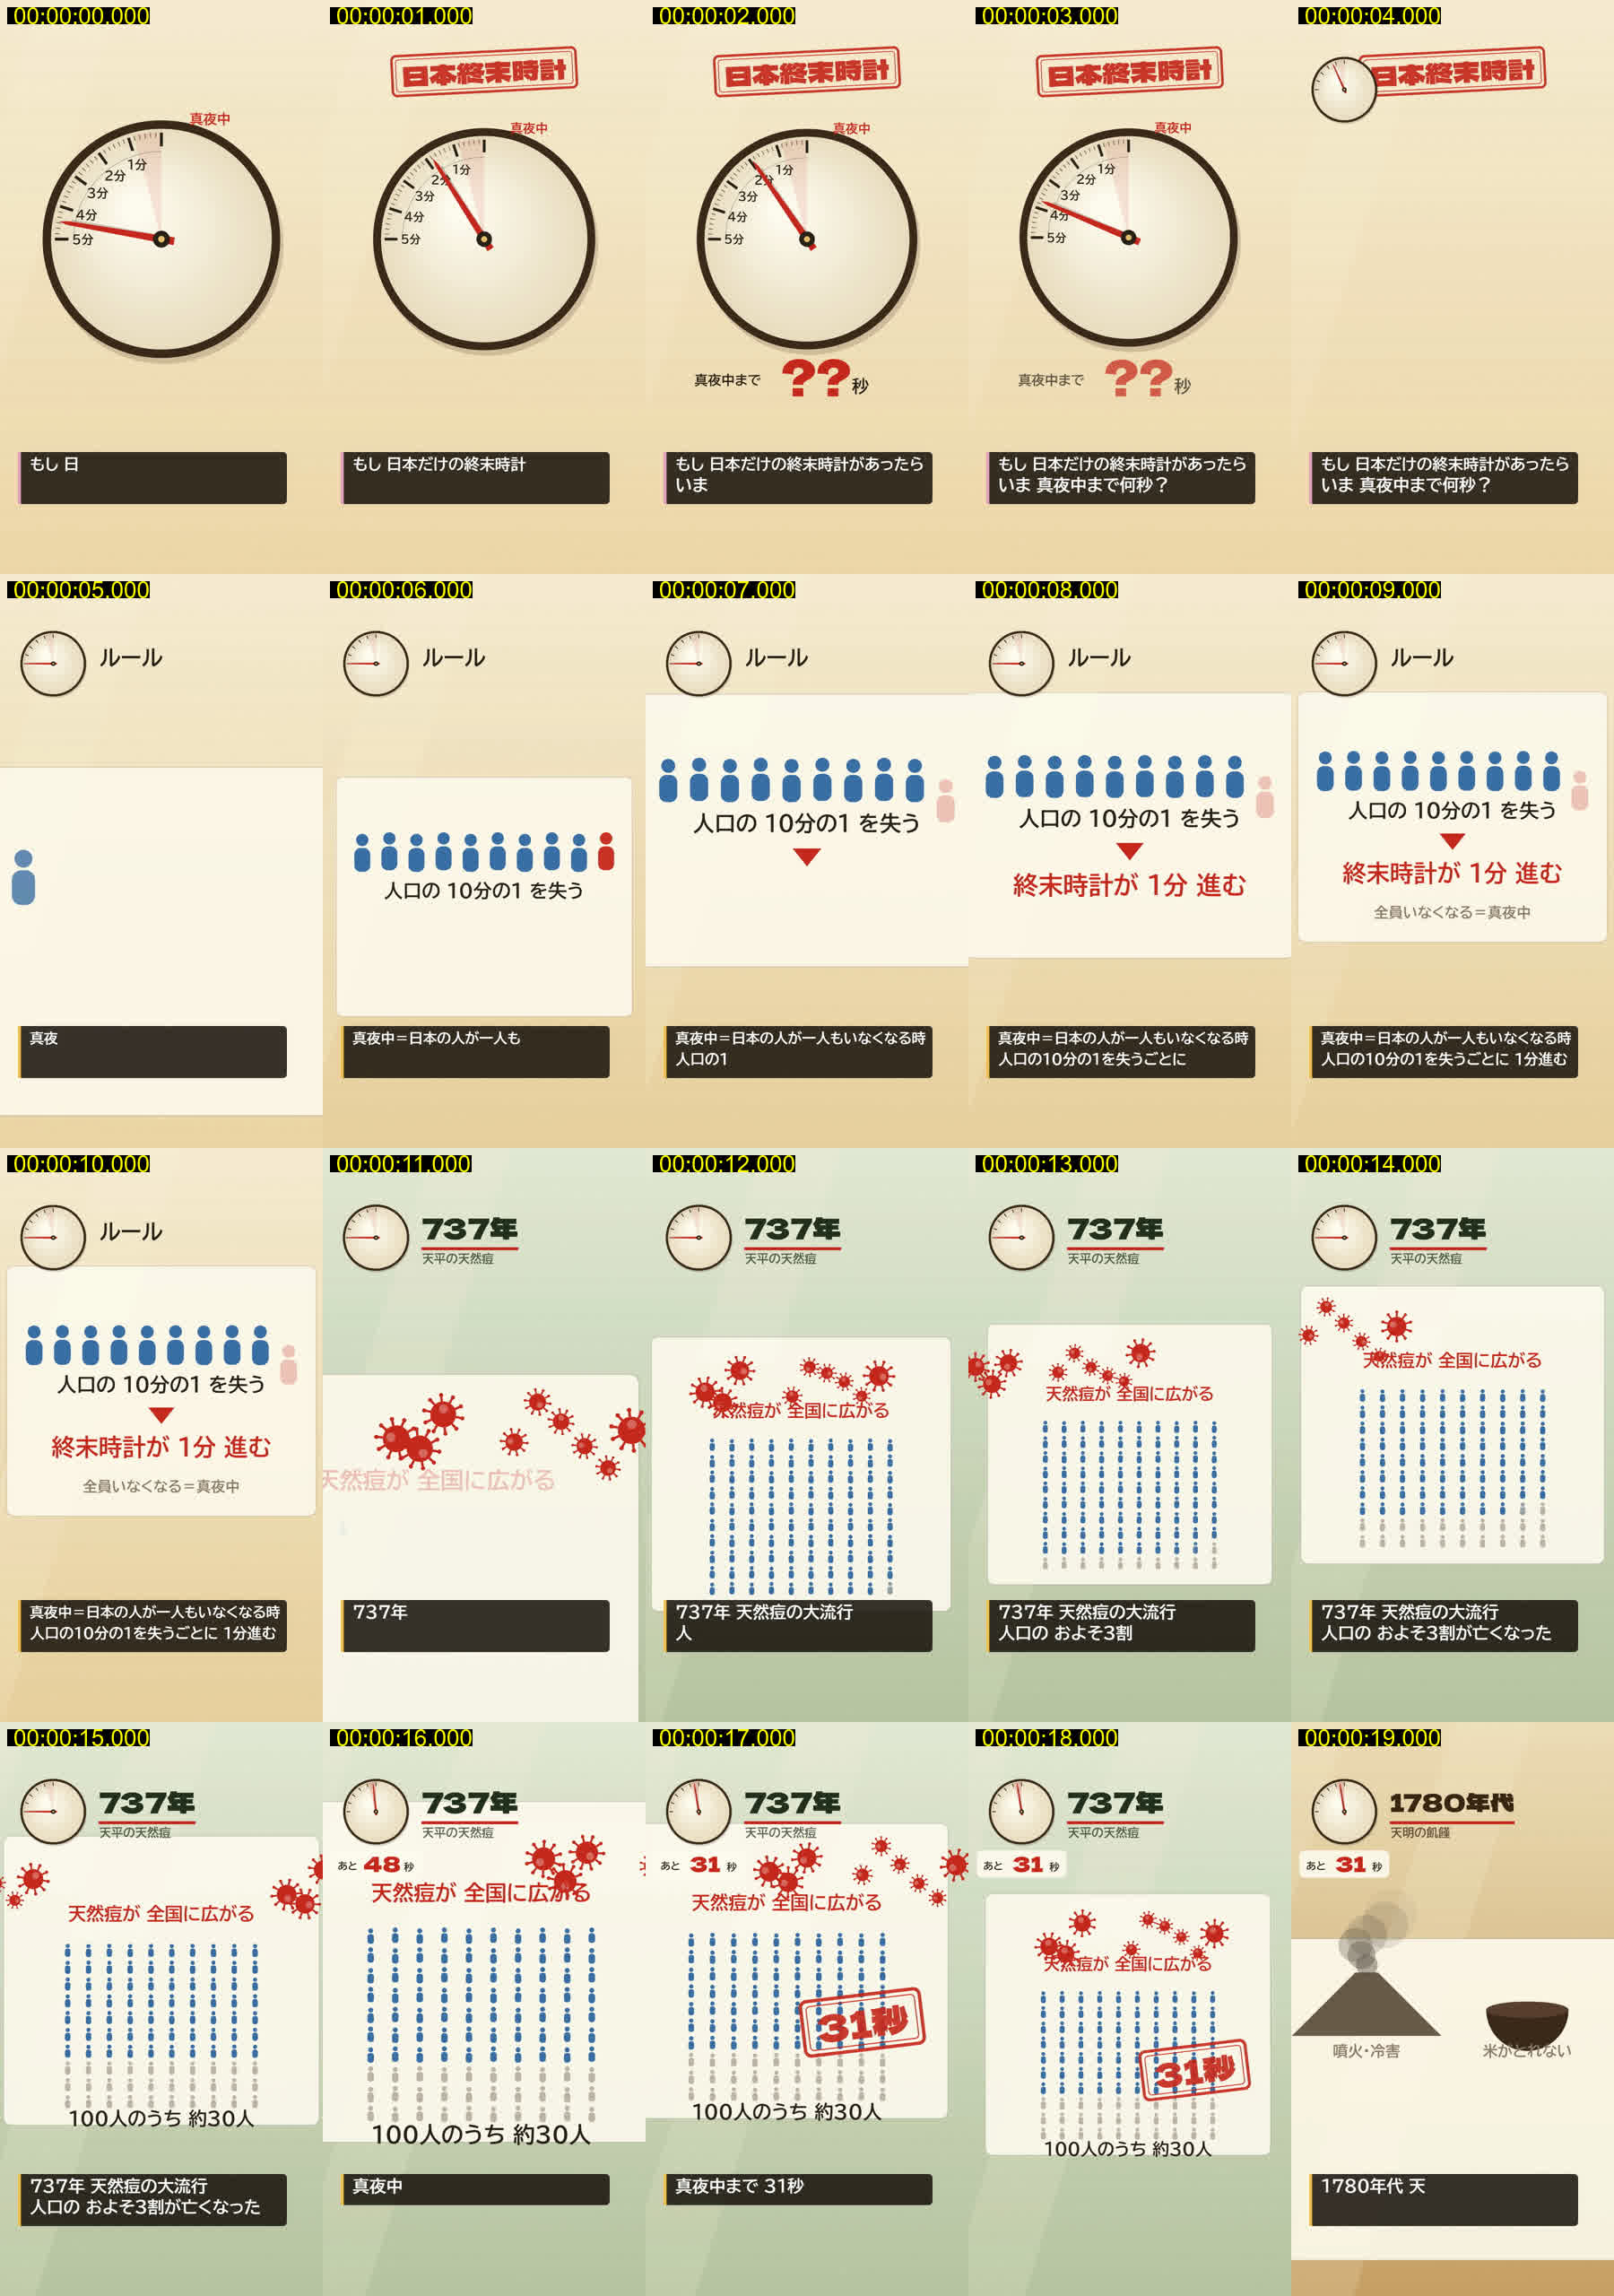 00:00:00.000
真夜中
1分
2分
3分
4分
5分
もし 日
00:00:01.000
日本終末時計
真夜中
1分
3分
4分
5分
もし 日本だけの終末時計
00:00:02.000
日本終末時計
真夜中
1分
3分
4分
5分
真夜中まで ??秒
もし 日本だけの終末時計があったら
いま
00:00:03.000
日本終末時計
真夜中
1分
2分
3分
4分
5分
真夜中まで ??秒
もし 日本だけの終末時計があったら
いま 真夜中まで何秒？
00:00:04.000
日本終末時計
もし 日本だけの終末時計があったら
いま 真夜中まで何秒？
00:00:05.000
ルール
真夜
00:00:06.000
ルール
人口の 10分の1 を失う
真夜中＝日本の人が一人も
00:00:07.000
ルール
人口の 10分の1 を失う
真夜中＝日本の人が一人もいなくなる時
人口の1
00:00:08.000
ルール
人口の 10分の1 を失う
終末時計が 1分 進む
真夜中＝日本の人が一人もいなくなる時
人口の10分の1を失うごとに
00:00:09.000
ルール
人口の 10分の1 を失う
終末時計が 1分 進む
全員いなくなる＝真夜中
真夜中＝日本の人が一人もいなくなる時
人口の10分の1を失うごとに 1分進む
00:00:10.000
ルール
人口の 10分の1 を失う
終末時計が 1分 進む
全員いなくなる＝真夜中
真夜中＝日本の人が一人もいなくなる時
人口の10分の1を失うごとに 1分進む
00:00:11.000
737年
天平の天然痘
天然痘が 全国に広がる
737年
00:00:12.000
737年
天平の天然痘
天然痘が 全国に広がる
737年 天然痘の大流行
人
00:00:13.000
737年
天平の天然痘
天然痘が 全国に広がる
737年 天然痘の大流行
人口の およそ3割
00:00:14.000
737年
天平の天然痘
天然痘が 全国に広がる
737年 天然痘の大流行
人口の およそ3割が亡くなった
00:00:15.000
737年
天平の天然痘
天然痘が 全国に広がる
100人のうち 約30人
737年 天然痘の大流行
人口の およそ3割が亡くなった
00:00:16.000
737年
天平の天然痘
あと 48 秒
天然痘が 全国に広がる
100人のうち 約30人
真夜中
00:00:17.000
737年
天平の天然痘
あと 31 秒
天然痘が 全国に広がる
31秒
100人のうち 約30人
真夜中まで 31秒
00:00:18.000
737年
天平の天然痘
あと 31 秒
天然痘が 全国に広がる
31秒
100人のうち 約30人
00:00:19.000
1780年代
天明の飢饉
あと 31 秒
噴火・冷害
米がとれない
1780年代 天